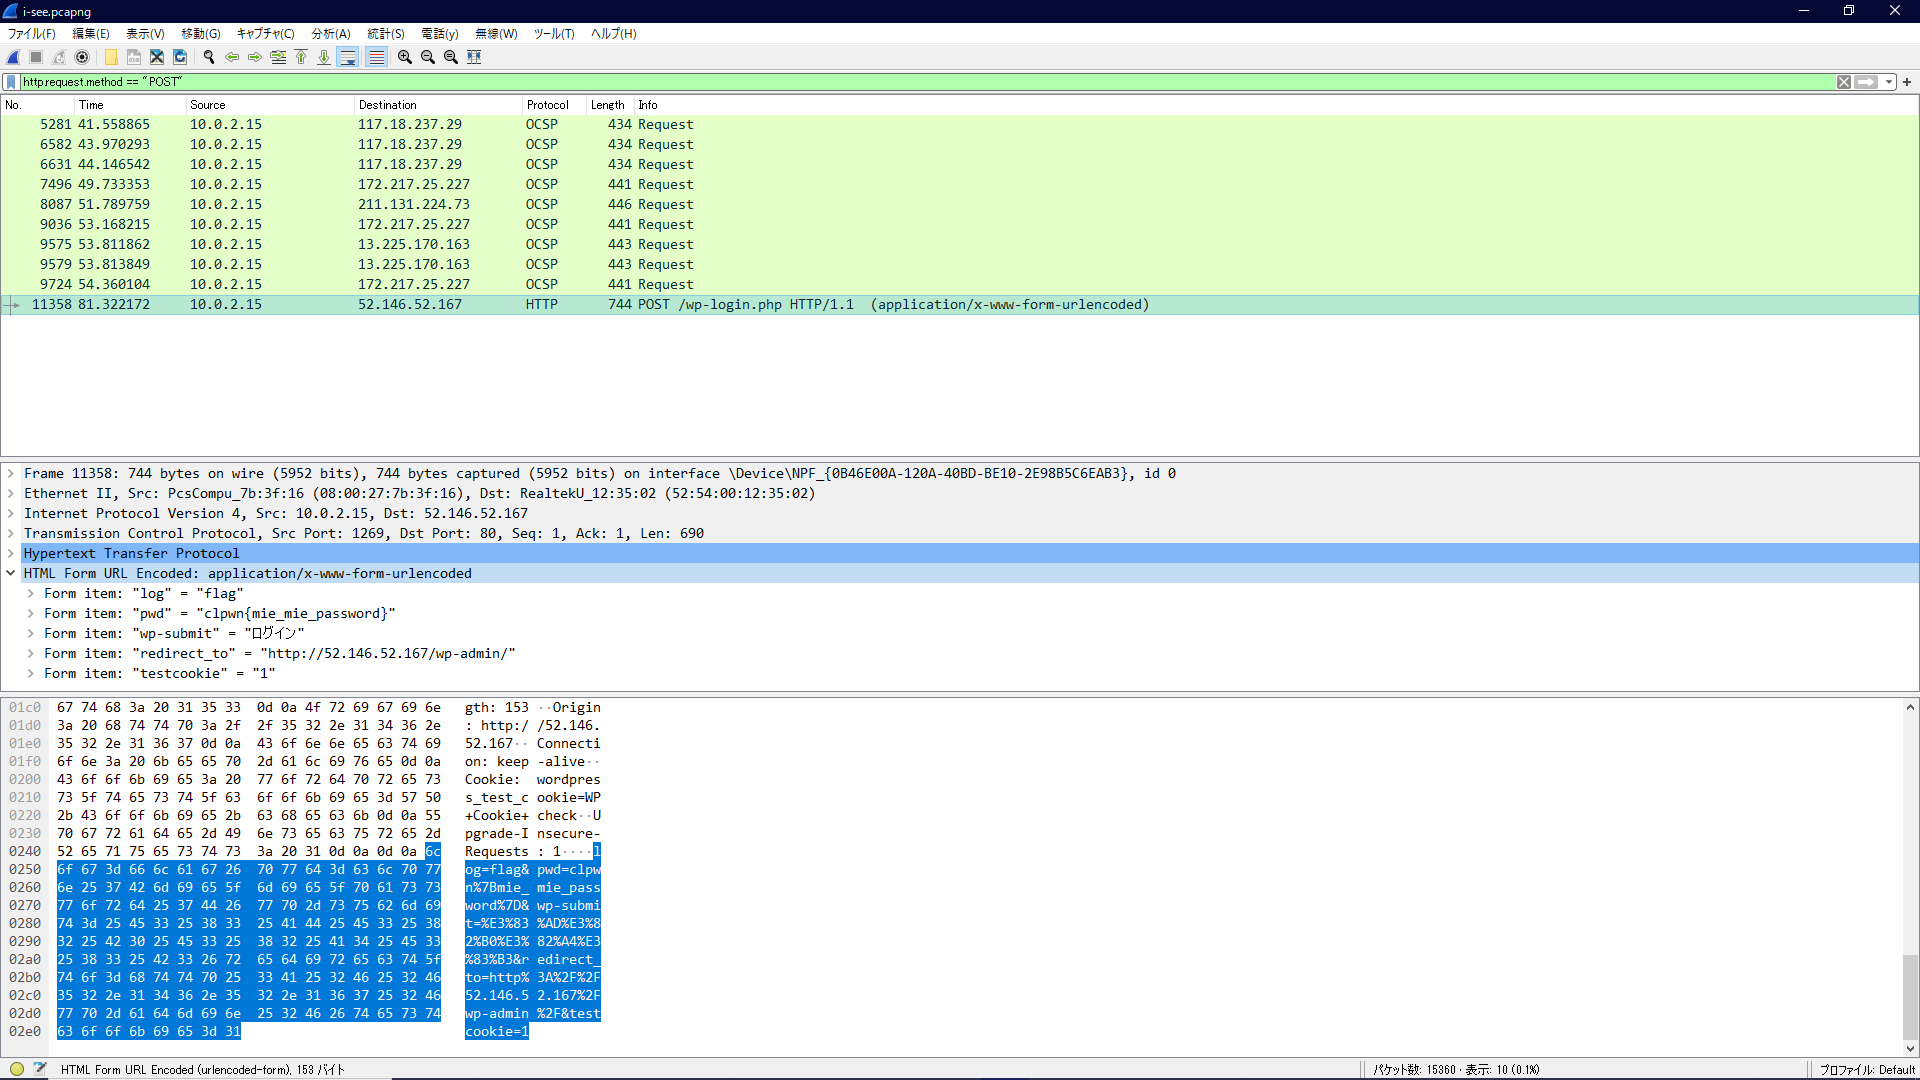 i-see.pcapng
ファイル(F) 編集(E) 表示(V) 移動(G) キャプチャ(C) 分析(A) 統計(S) 電話(y) 無線(W) ツール(T) ヘルプ(H)
http.request.method == "POST"
No. Time Source Destination Protocol Length Info
5281 41.558865 10.0.2.15 117.18.237.29 OCSP 434 Request
6582 43.970293 10.0.2.15 117.18.237.29 OCSP 434 Request
6631 44.146542 10.0.2.15 117.18.237.29 OCSP 434 Request
7496 49.733353 10.0.2.15 172.217.25.227 OCSP 441 Request
8087 51.789759 10.0.2.15 211.131.224.73 OCSP 446 Request
9036 53.168215 10.0.2.15 172.217.25.227 OCSP 441 Request
9575 53.811862 10.0.2.15 13.225.170.163 OCSP 443 Request
9579 53.813849 10.0.2.15 13.225.170.163 OCSP 443 Request
9724 54.360104 10.0.2.15 172.217.25.227 OCSP 441 Request
11358 81.322172 10.0.2.15 52.146.52.167 HTTP 744 POST /wp-login.php HTTP/1.1  (application/x-www-form-urlencoded)
Frame 11358: 744 bytes on wire (5952 bits), 744 bytes captured (5952 bits) on interface \Device\NPF_{0B46E00A-120A-40BD-BE10-2E98B5C6EAB3}, id 0
Ethernet II, Src: PcsCompu_7b:3f:16 (08:00:27:7b:3f:16), Dst: RealtekU_12:35:02 (52:54:00:12:35:02)
Internet Protocol Version 4, Src: 10.0.2.15, Dst: 52.146.52.167
Transmission Control Protocol, Src Port: 1269, Dst Port: 80, Seq: 1, Ack: 1, Len: 690
Hypertext Transfer Protocol
HTML Form URL Encoded: application/x-www-form-urlencoded
Form item: "log" = "flag"
Form item: "pwd" = "clpwn{mie_mie_password}"
Form item: "wp-submit" = "ログイン"
Form item: "redirect_to" = "http://52.146.52.167/wp-admin/"
Form item: "testcookie" = "1"
01c0 67 74 68 3a 20 31 35 33 0d 0a 4f 72 69 67 69 6e gth: 153 ··Origin
01d0 3a 20 68 74 74 70 3a 2f 2f 35 32 2e 31 34 36 2e : http:/ /52.146.
01e0 35 32 2e 31 36 37 0d 0a 43 6f 6e 6e 65 63 74 69 52.167·· Connecti
01f0 6f 6e 3a 20 6b 65 65 70 2d 61 6c 69 76 65 0d 0a on: keep -alive··
0200 43 6f 6f 6b 69 65 3a 20 77 6f 72 64 70 72 65 73 Cookie:  wordpres
0210 73 5f 74 65 73 74 5f 63 6f 6f 6b 69 65 3d 57 50 s_test_c ookie=WP
0220 2b 43 6f 6f 6b 69 65 2b 63 68 65 63 6b 0d 0a 55 +Cookie+ check··U
0230 70 67 72 61 64 65 2d 49 6e 73 65 63 75 72 65 2d pgrade-I nsecure-
0240 52 65 71 75 65 73 74 73 3a 20 31 0d 0a 0d 0a 6c Requests : 1····l
0250 6f 67 3d 66 6c 61 67 26 70 77 64 3d 63 6c 70 77 og=flag& pwd=clpw
0260 6e 25 37 42 6d 69 65 5f 6d 69 65 5f 70 61 73 73 n%7Bmie_ mie_pass
0270 77 6f 72 64 25 37 44 26 77 70 2d 73 75 62 6d 69 word%7D& wp-submi
0280 74 3d 25 45 33 25 38 33 25 41 44 25 45 33 25 38 t=%E3%83 %AD%E3%8
0290 32 25 42 30 25 45 33 25 38 32 25 41 34 25 45 33 2%B0%E3% 82%A4%E3
02a0 25 38 33 25 42 33 26 72 65 64 69 72 65 63 74 5f %83%B3&r edirect_
02b0 74 6f 3d 68 74 74 70 25 33 41 25 32 46 25 32 46 to=http% 3A%2F%2F
02c0 35 32 2e 31 34 36 2e 35 32 2e 31 36 37 25 32 46 52.146.5 2.167%2F
02d0 77 70 2d 61 64 6d 69 6e 25 32 46 26 74 65 73 74 wp-admin %2F&test
02e0 63 6f 6f 6b 69 65 3d 31 cookie=1
HTML Form URL Encoded (urlencoded-form), 153 バイト パケット数: 15360 · 表示: 10 (0.1%) プロファイル: Default